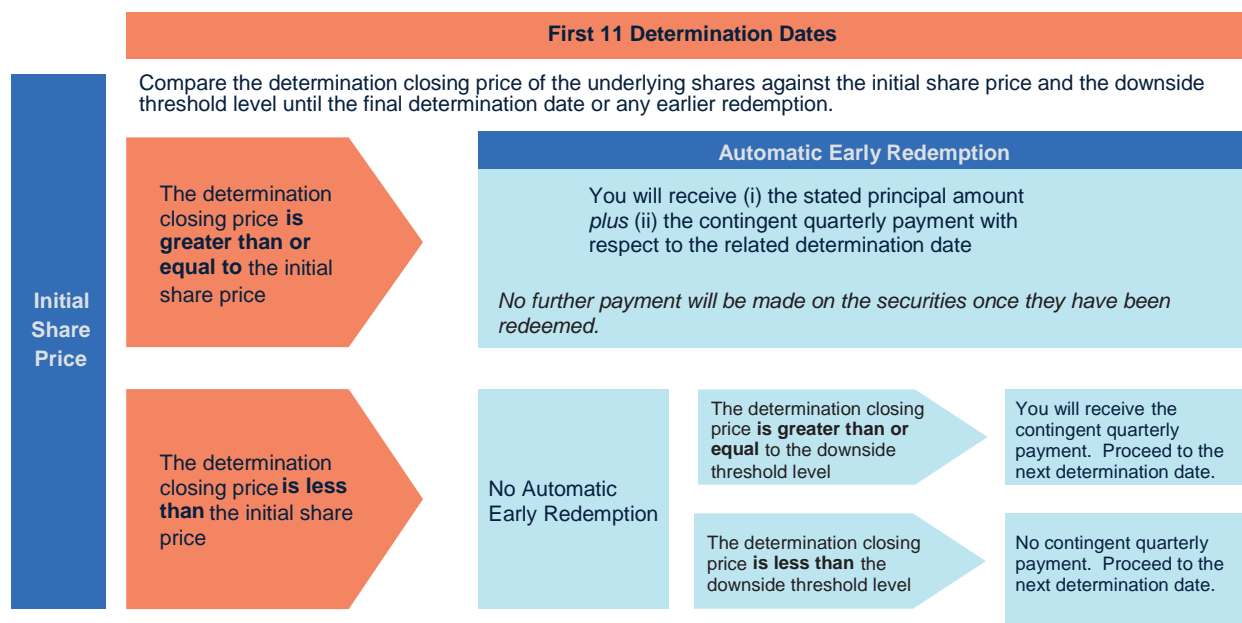 First 11 Determination Dates
Compare the determination closing price of the underlying shares against the initial share price and the downside
threshold level until the final determination date or any earlier redemption.
Initial
Share
Price
The determination
closing price is
greater than or
equal to the initial
share price
Automatic Early Redemption
You will receive (i) the stated principal amount
plus (ii) the contingent quarterly payment with
respect to the related determination date
No further payment will be made on the securities once they have been
redeemed.
The determination
closing price is less
than the initial share
price
No Automatic
Early Redemption
The determination closing
price is greater than or
equal to the downside
threshold level
You will receive the
contingent quarterly
payment. Proceed to the
next determination date.
The determination closing
price is less than the
downside threshold level
No contingent quarterly
payment. Proceed to the
next determination date.